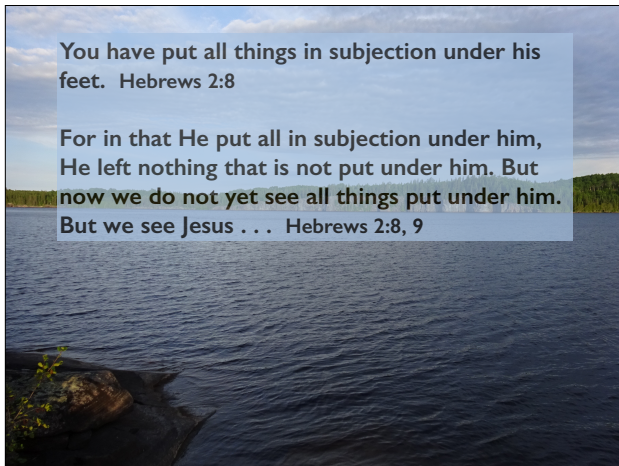 You have put all things in subjection under his
feet. Hebrews 2:8
For in that He put all in subjection under him,
He left nothing that is not put under him. But
now we do not yet see all things put under him.
But we see Jesus . . . Hebrews 2:8, 9